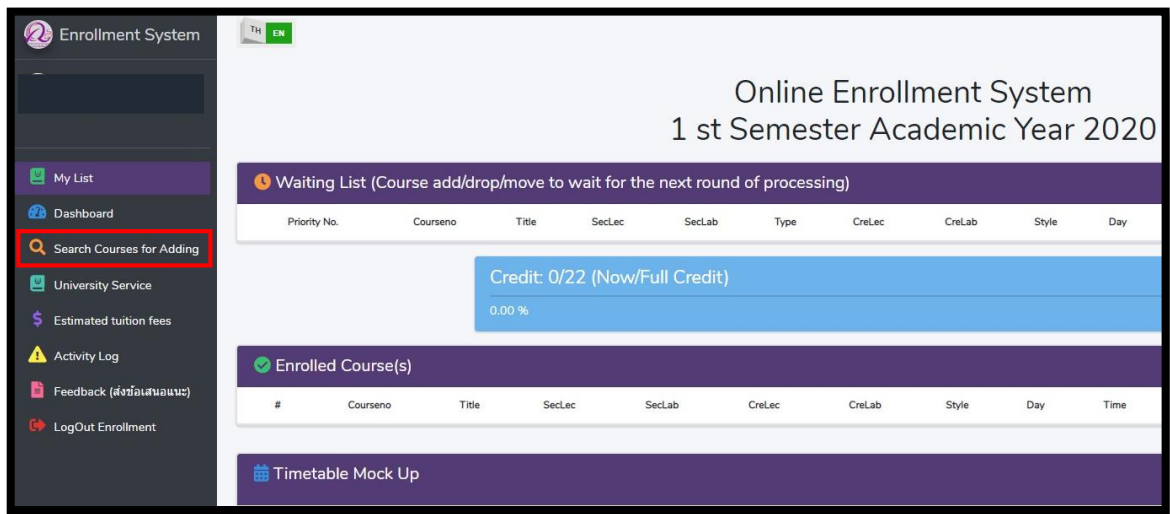 Enrollment System
TH EN
Online Enrollment System
1 st Semester Academic Year 2020
My List
Dashboard
Search Courses for Adding
University Service
Estimated tuition fees
Activity Log
Feedback (ส่งข้อเสนอแนะ)
LogOut Enrollment
Waiting List (Course add/drop/move to wait for the next round of processing)
Priority No. Courseno Title SecLec SecLab Type CreLec CreLab Style Day
Credit: 0/22 (Now/Full Credit)
0.00 %
Enrolled Course(s)
# Courseno Title SecLec SecLab CreLec CreLab Style Day Time
Timetable Mock Up